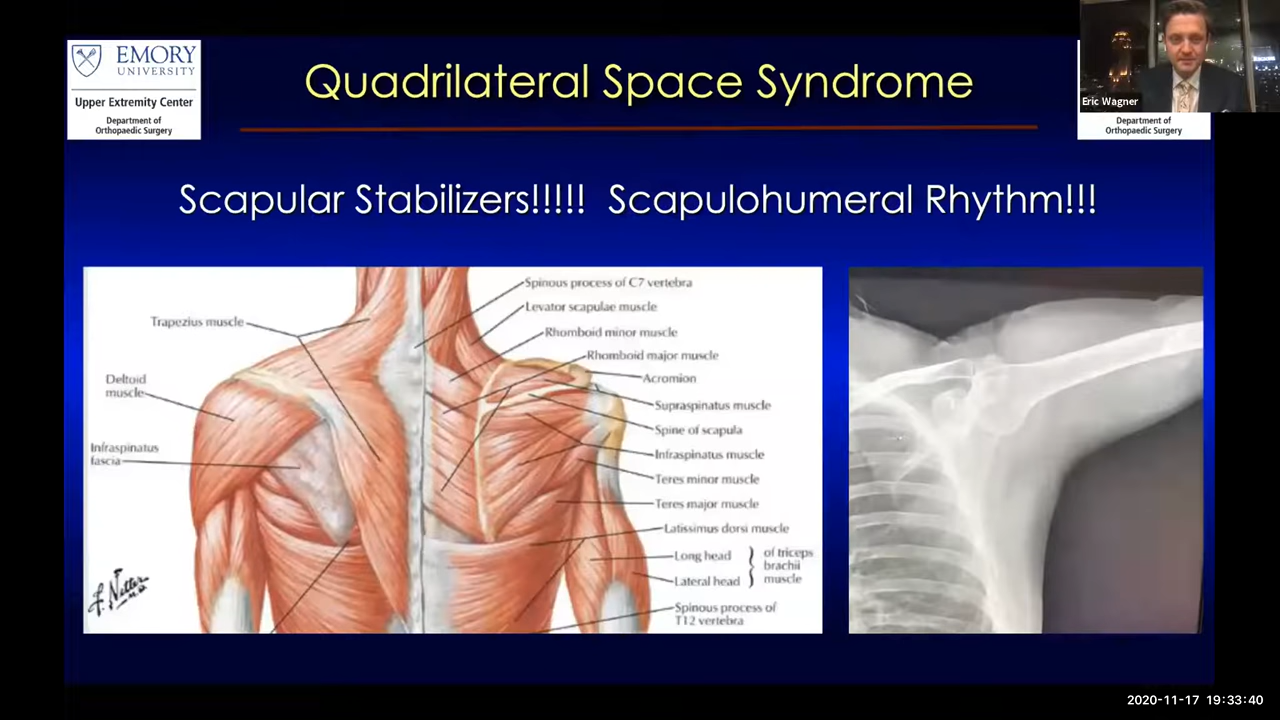 EMORY
UNIVERSITY
Upper Extremity Center
Department of
Orthopaedic Surgery
Quadrilateral Space Syndrome
Eric Wagner
Department of
Orthopaedic Surgery
Scapular Stabilizers!!!!! Scapulohumeral Rhythm!!!
Trapezius muscle
Deltoid
muscle
Infraspinatus
fascia
Spinous process of C7 vertebra
Levator scapulae muscle
Rhomboid minor muscle
Rhomboid major muscle
Acromion
Supraspinatus muscle
Spine of scapula
Infraspinatus muscle
Teres minor muscle
Teres major muscle
Latissimus dorsi muscle
Long head
Lateral head
of triceps
brachii
muscle
Spinous process of
T12 vertebra
F. Netter
M.D.
2020-11-17 19:33:40